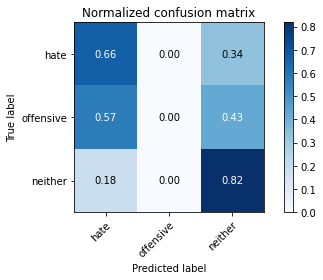 Normalized confusion matrix
True label
hate
offensive
neither
0.66 0.00 0.34
0.57 0.00 0.43
0.18 0.00 0.82
hate
offensive
neither
Predicted label
0.8
0.7
0.6
0.5
0.4
0.3
0.2
0.1
0.0